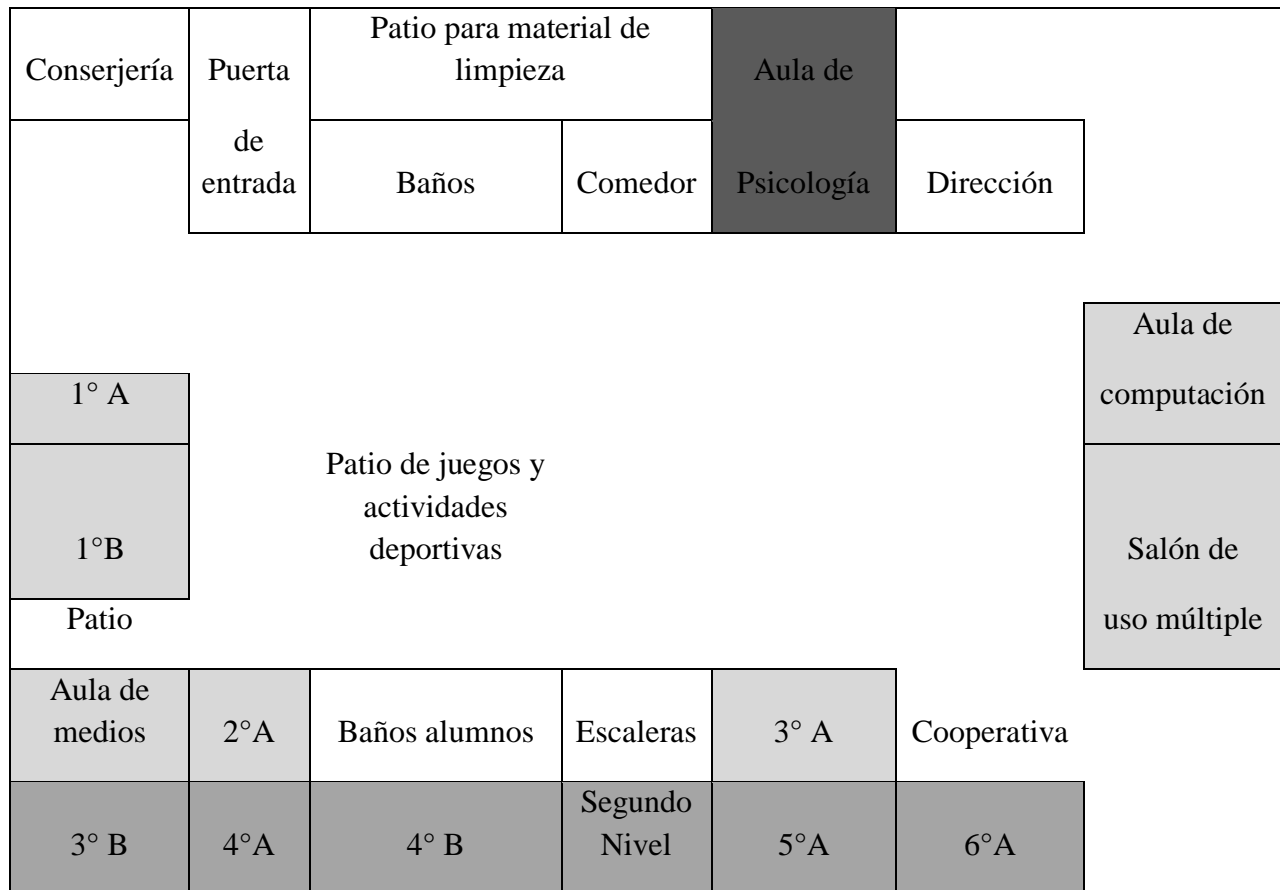 Conserjería
Puerta
de
entrada
Patio para material de
limpieza
Aula de
Psicología
Baños
Comedor
Dirección
Aula de
computación
1° A
Patio de juegos y
actividades
deportivas
1°B
Salón de
uso múltiple
Patio
Aula de
medios
2°A
Baños alumnos
Escaleras
3° A
Cooperativa
3° B
4°A
4° B
Segundo
Nivel
5°A
6°A